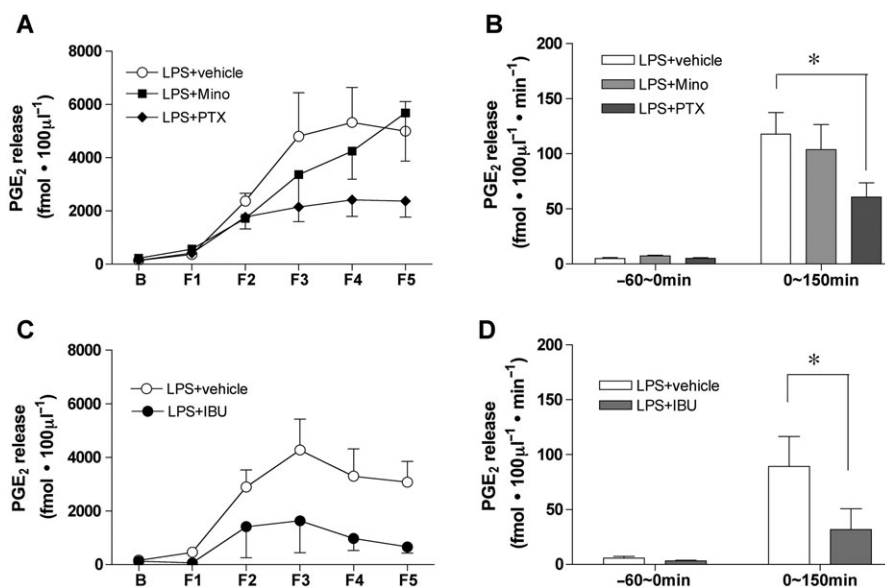 A
PGE₂ release
(fmol • 100µl⁻¹)
8000
6000
4000
2000
0
LPS+vehicle
LPS+Mino
LPS+PTX
B F1 F2 F3 F4 F5
B
PGE₂ release
(fmol • 100µl⁻¹ • min⁻¹)
200
150
100
50
0
LPS+vehicle
LPS+Mino
LPS+PTX
*
−60~0min 0~150min
C
PGE₂ release
(fmol • 100µl⁻¹)
8000
6000
4000
2000
0
LPS+vehicle
LPS+IBU
B F1 F2 F3 F4 F5
D
PGE₂ release
(fmol • 100µl⁻¹ • min⁻¹)
200
150
100
50
0
LPS+vehicle
LPS+IBU
*
−60~0min 0~150min